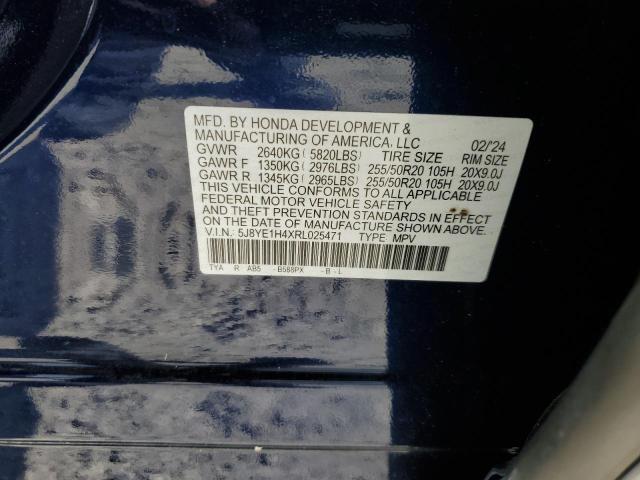 MFD. BY HONDA DEVELOPMENT &
MANUFACTURING OF AMERICA, LLC 02/24
GVWR 2640KG ( 5820LBS) TIRE SIZE RIM SIZE
GAWR F 1350KG ( 2976LBS) 255/50R20 105H 20X9.0J
GAWR R 1345KG ( 2965LBS) 255/50R20 105H 20X9.0J
THIS VEHICLE CONFORMS TO ALL APPLICABLE
FEDERAL MOTOR VEHICLE SAFETY
AND THEFT PREVENTION STANDARDS IN EFFECT
ON THE DATE OF MANUFACTURE SHOWN ABOVE.
V.I.N.: 5J8YE1H4XRL025471 TYPE: MPV
TYA R AB5 - B588PX - B - L